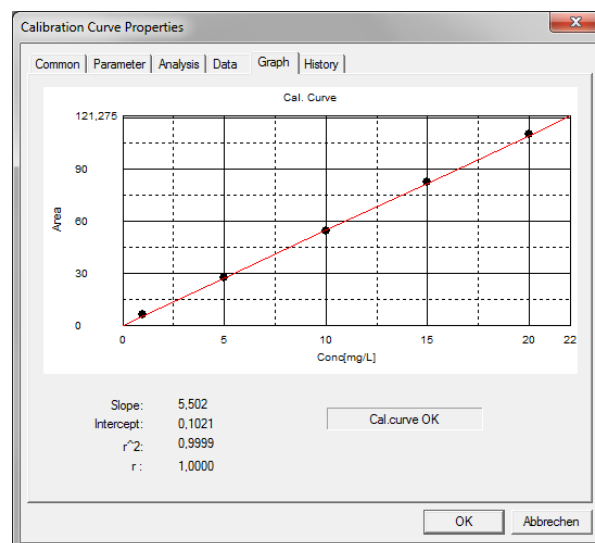 Calibration Curve Properties
x
Common Parameter Analysis Data Graph History
Cal. Curve
121,275
90
60
30
0
Area
0 5 10 15 20 22
Conc[mg/L]
Slope: 5,502
Intercept: 0,1021
r^2: 0,9999
r : 1,0000
Cal.curve OK
OK Abbrechen